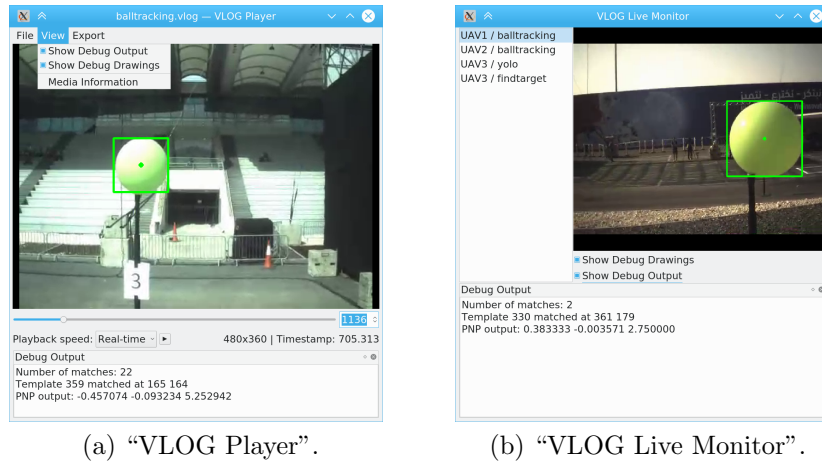 balltracking.vlog — VLOG Player
File View Export
Show Debug Output
Show Debug Drawings
Media Information
3
1136
Playback speed: Real-time
480x360 | Timestamp: 705.313
Debug Output
Number of matches: 22
Template 359 matched at 165 164
PNP output: -0.457074 -0.093234 5.252942
(a) “VLOG Player”.
VLOG Live Monitor
UAV1 / balltracking
UAV2 / balltracking
UAV3 / yolo
UAV3 / findtarget
Show Debug Drawings
Show Debug Output
Debug Output
Number of matches: 2
Template 330 matched at 361 179
PNP output: 0.383333 -0.003571 2.750000
(b) “VLOG Live Monitor”.